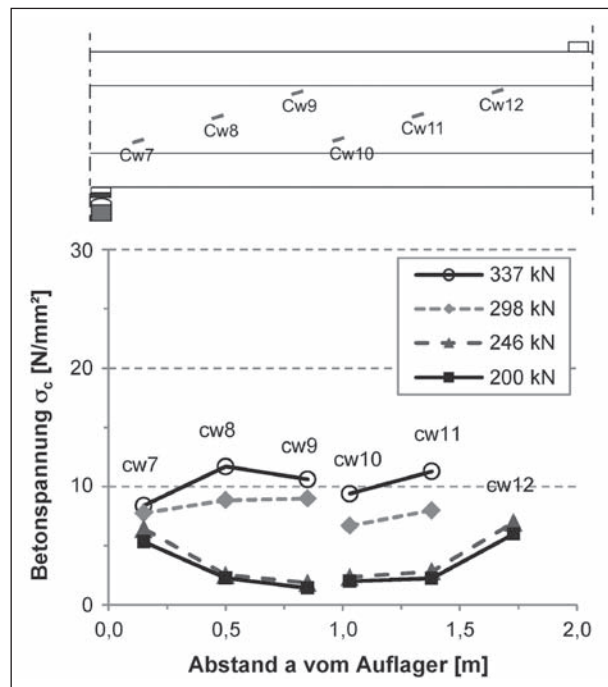 Cw9
Cw12
Cw8
Cw11
Cw7
Cw10
30
20
10
0
Betonspannung σc [N/mm²]
337 kN
298 kN
246 kN
200 kN
cw7
cw8
cw9
cw10
cw11
cw12
0,0
0,5
1,0
1,5
2,0
Abstand a vom Auflager [m]